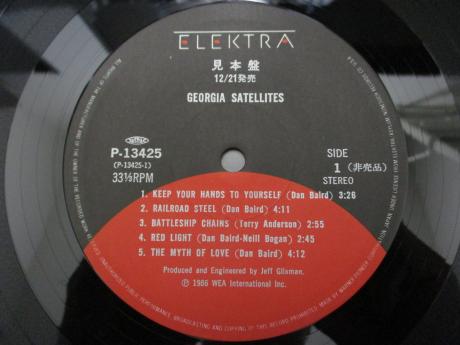 ELEKTRA
見本盤
12/21発売
GEORGIA SATELLITES
P-13425
(P-13425-1)
33⅓RPM
SIDE
1 (非売品)
STEREO
1. KEEP YOUR HANDS TO YOURSELF (Dan Baird) 3:26
2. RAILROAD STEEL (Dan Baird) 4:11
3. BATTLESHIP CHAINS (Terry Anderson) 2:55
4. RED LIGHT (Dan Baird-Neill Bogan) 2:45
5. THE MYTH OF LOVE (Dan Baird) 4:12
Produced and Engineered by Jeff Glixman.
Ⓟ 1986 WEA International Inc.